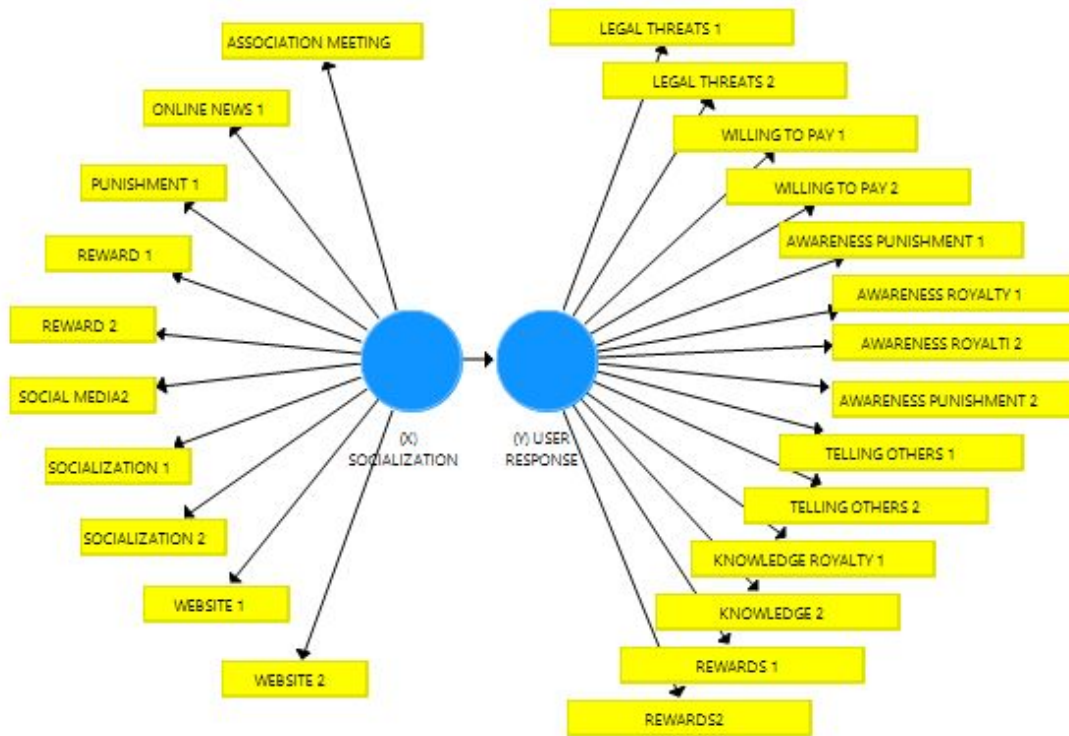 ASSOCIATION MEETING
ONLINE NEWS 1
PUNISHMENT 1
REWARD 1
REWARD 2
SOCIAL MEDIA2
SOCIALIZATION 1
SOCIALIZATION 2
WEBSITE 1
WEBSITE 2
(X)
SOCIALIZATION
(Y) USER
RESPONSE
LEGAL THREATS 1
LEGAL THREATS 2
WILLING TO PAY 1
WILLING TO PAY 2
AWARENESS PUNISHMENT 1
AWARENESS ROYALTY 1
AWARENESS ROYALTI 2
AWARENESS PUNISHMENT 2
TELLING OTHERS 1
TELLING OTHERS 2
KNOWLEDGE ROYALTY 1
KNOWLEDGE 2
REWARDS 1
REWARDS2